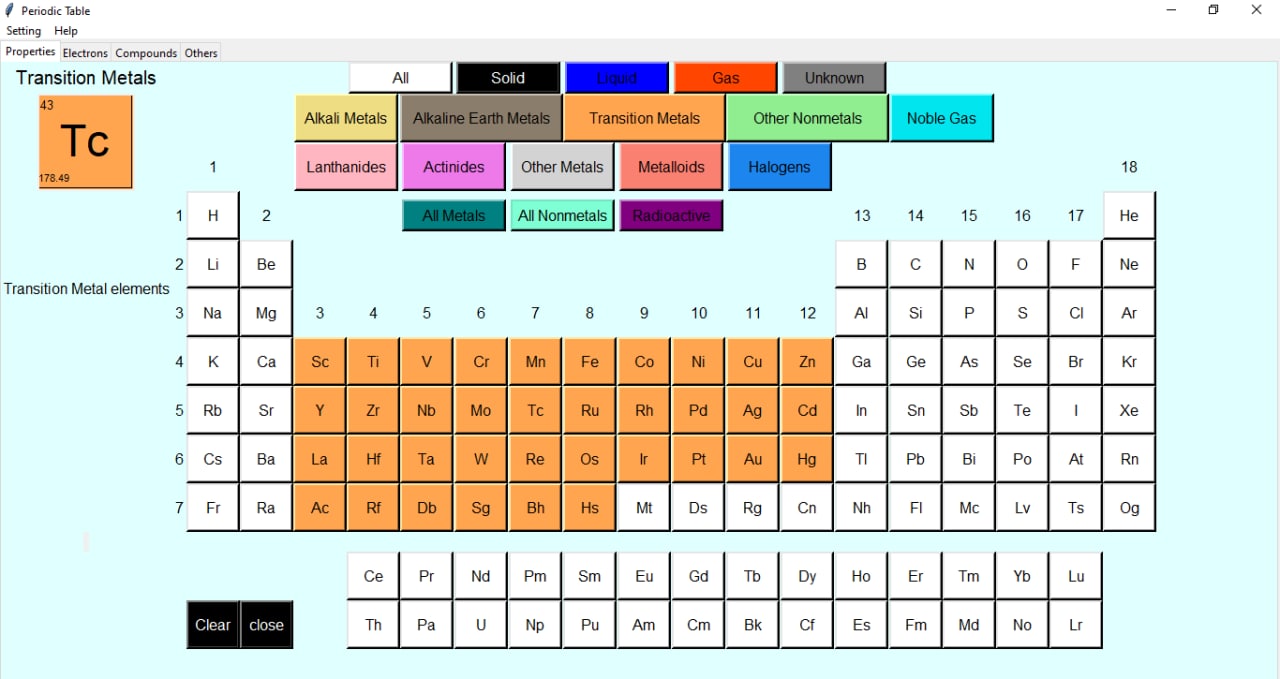 Periodic Table
Setting Help
Properties Electrons Compounds Others
Transition Metals
All Solid Liquid Gas Unknown
43
Tc
178.49
Alkali Metals Alkaline Earth Metals Transition Metals Other Nonmetals Noble Gas
Lanthanides Actinides Other Metals Metalloids Halogens
1 18
All Metals All Nonmetals Radioactive
1 H 2 13 14 15 16 17 He
2 Li Be B C N O F Ne
Transition Metal elements
3 Na Mg 3 4 5 6 7 8 9 10 11 12 Al Si P S Cl Ar
4 K Ca Sc Ti V Cr Mn Fe Co Ni Cu Zn Ga Ge As Se Br Kr
5 Rb Sr Y Zr Nb Mo Tc Ru Rh Pd Ag Cd In Sn Sb Te I Xe
6 Cs Ba La Hf Ta W Re Os Ir Pt Au Hg Tl Pb Bi Po At Rn
7 Fr Ra Ac Rf Db Sg Bh Hs Mt Ds Rg Cn Nh Fl Mc Lv Ts Og
Ce Pr Nd Pm Sm Eu Gd Tb Dy Ho Er Tm Yb Lu
Clear close Th Pa U Np Pu Am Cm Bk Cf Es Fm Md No Lr